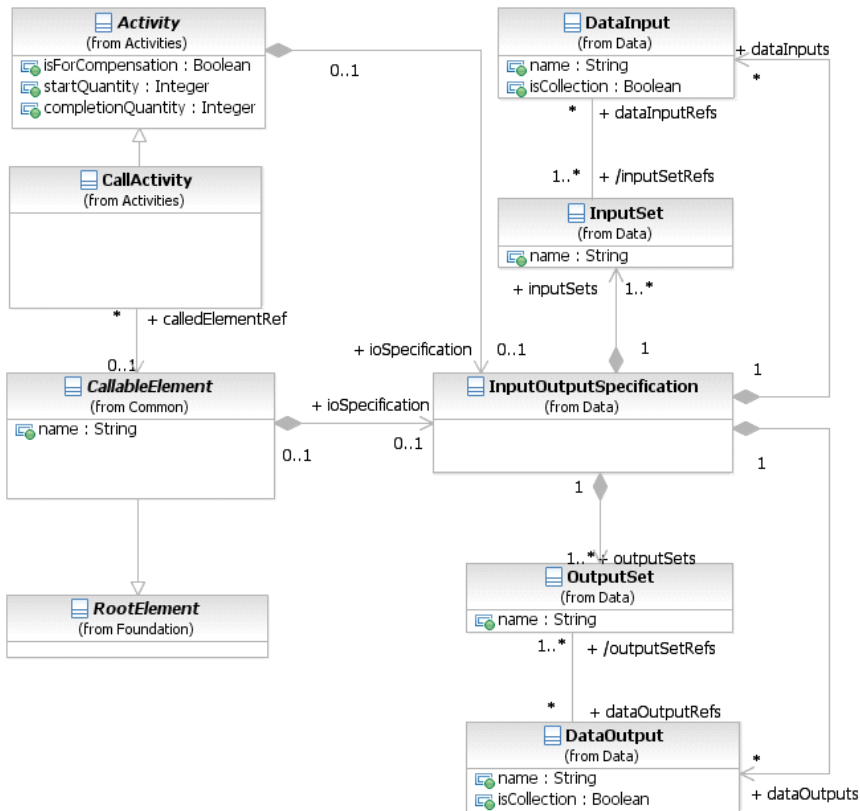 Activity
(from Activities)
isForCompensation : Boolean
startQuantity : Integer
completionQuantity : Integer
0..1
DataInput
(from Data)
name : String
isCollection : Boolean
+ dataInputs
*
* + dataInputRefs
1..* + /inputSetRefs
CallActivity
(from Activities)
InputSet
(from Data)
name : String
+ inputSets 1..*
* + calledElementRef
0..1
+ ioSpecification 0..1
1
1
CallableElement
(from Common)
name : String
+ ioSpecification
0..1
0..1
InputOutputSpecification
(from Data)
1
1
1..* + outputSets
RootElement
(from Foundation)
OutputSet
(from Data)
name : String
1..* + /outputSetRefs
* + dataOutputRefs
DataOutput
(from Data)
name : String
isCollection : Boolean
*
+ dataOutputs